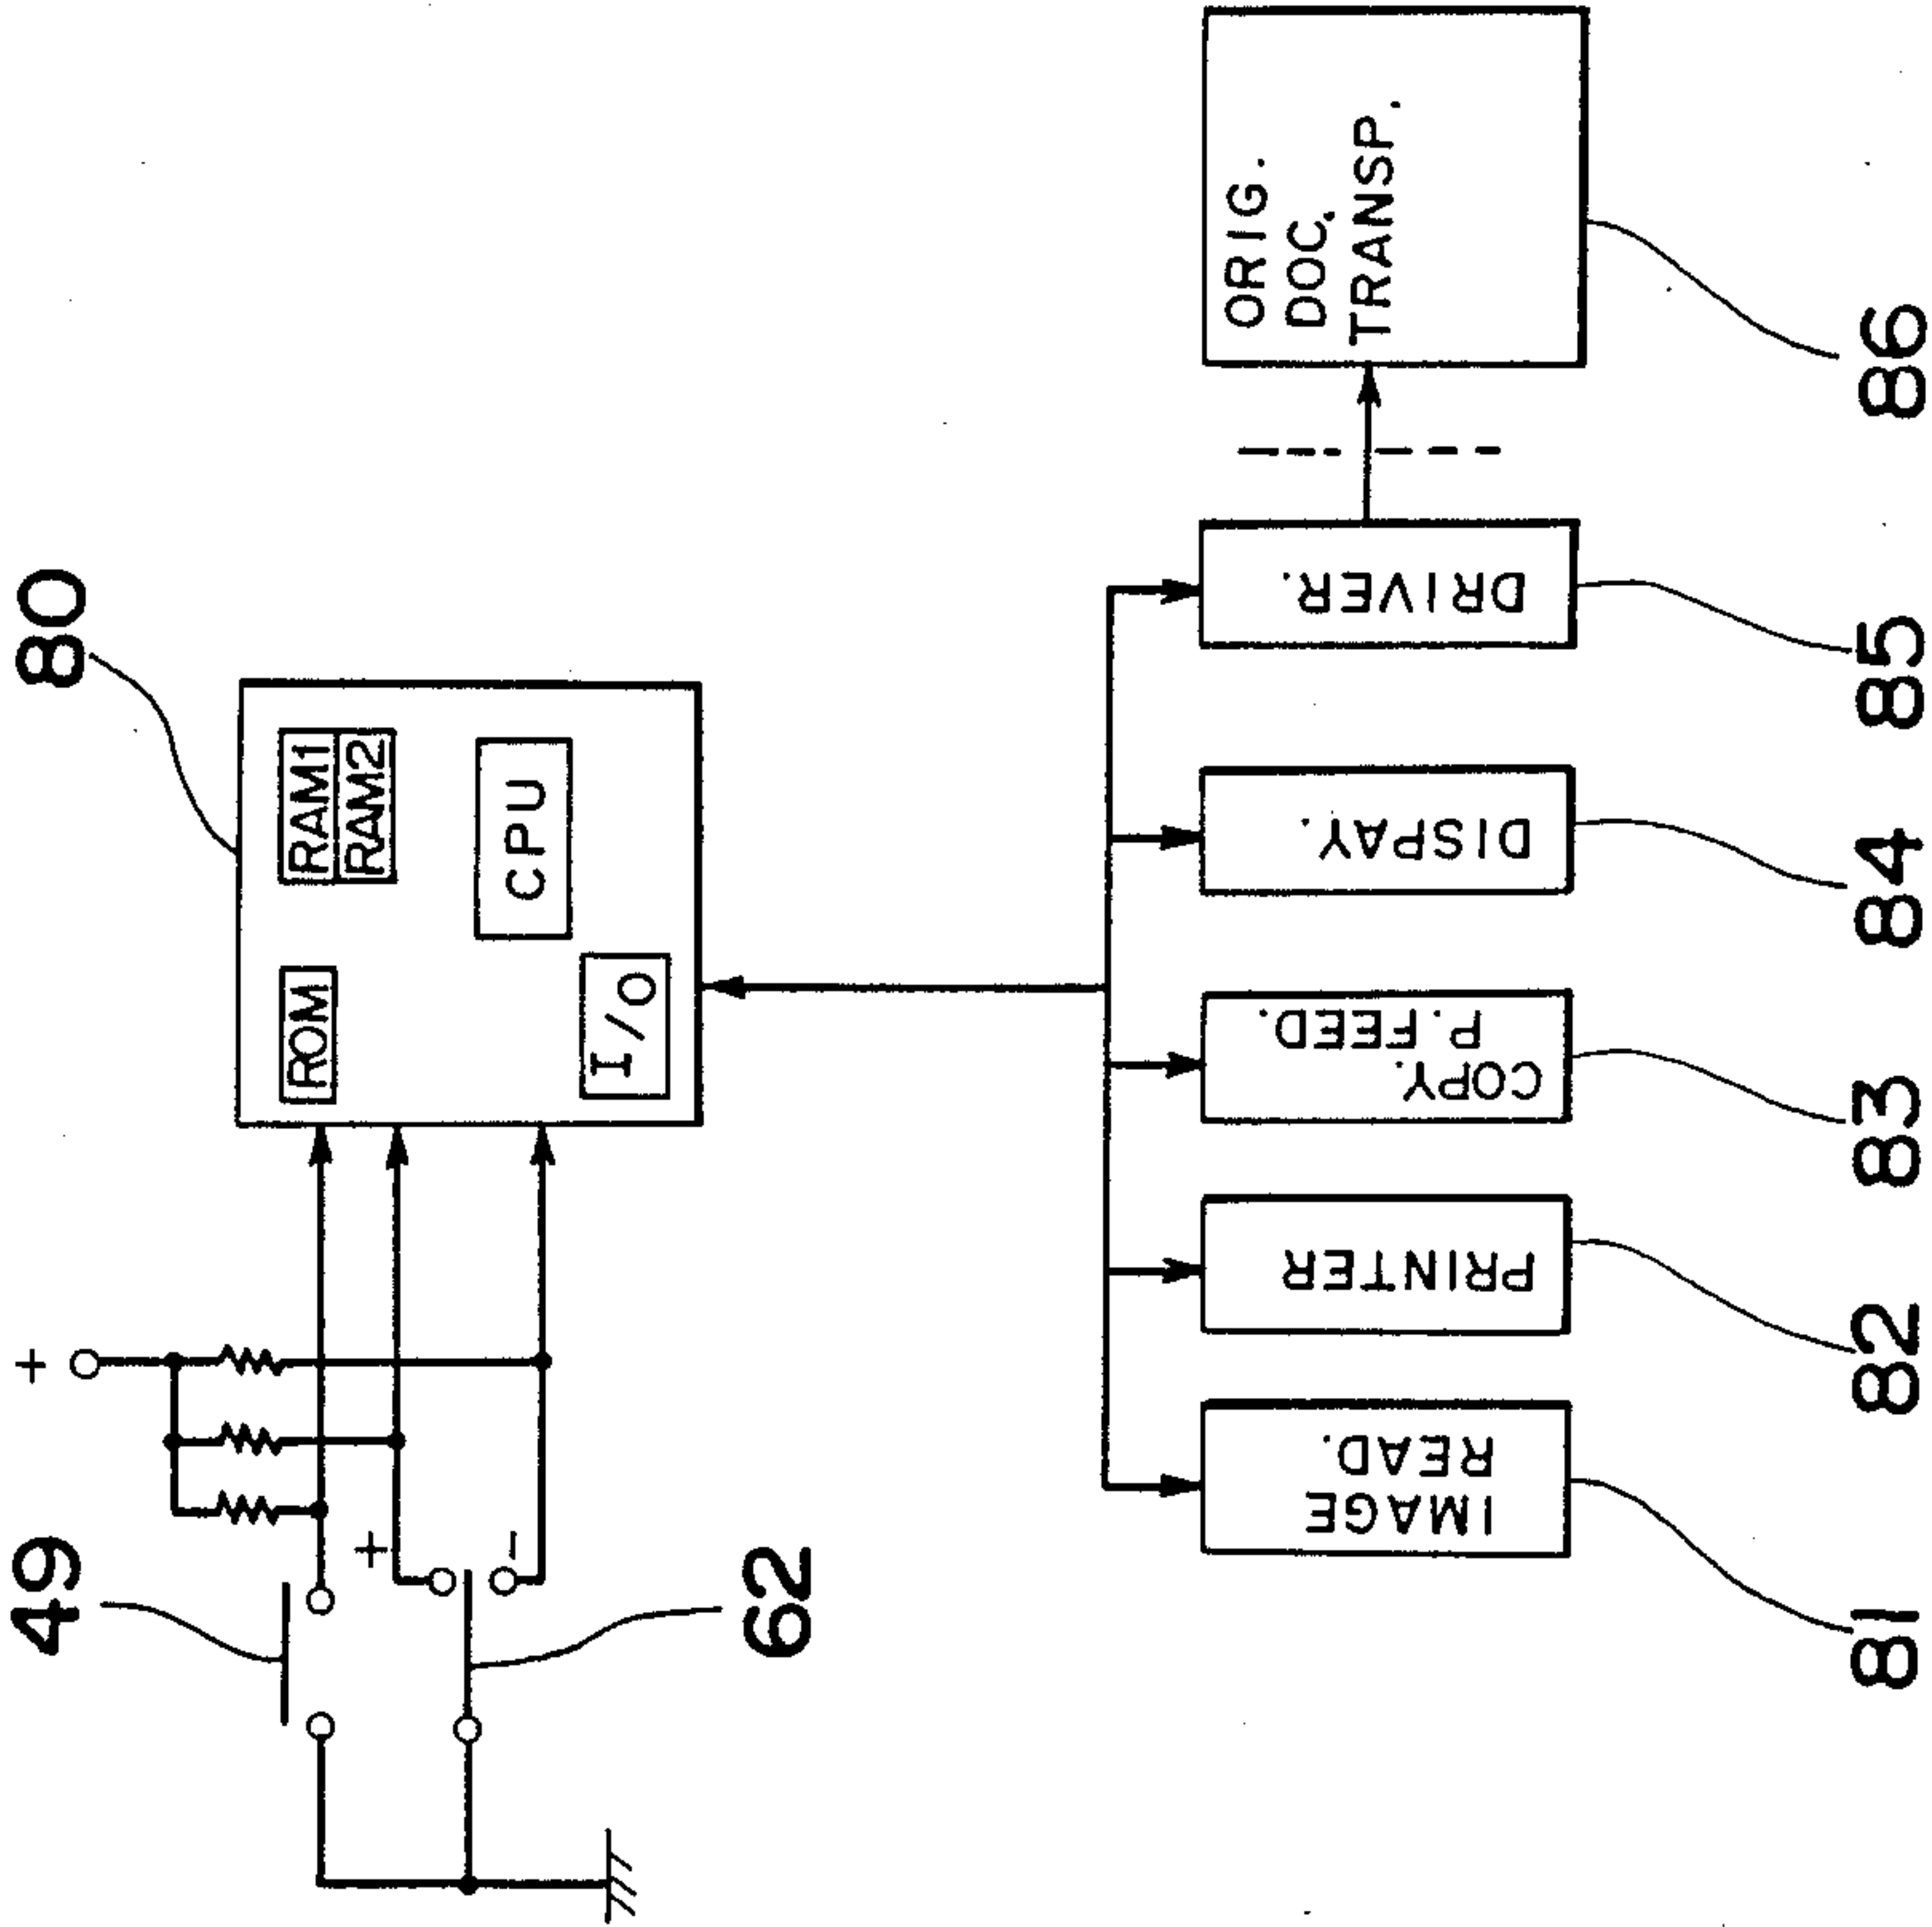 80
49
62
+
+
-
ROM
RAM1
RAM2
CPU
I/O
IMAGE
READ.
PRINTER
COPY.
P. FEED.
DISPAY.
DRIVER.
ORIG.
DOC.
TRANSP.
81
82
83
84
85
86